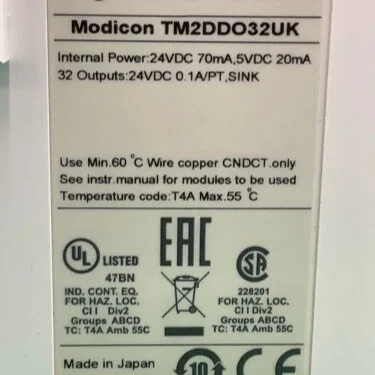 Modicon TM2DDO32UK
Internal Power:24VDC 70mA,5VDC 20mA
32 Outputs:24VDC 0.1A/PT,SINK
Use Min.60 °C Wire copper CNDCT.only
See instr.manual for modules to be used
Temperature code:T4A Max.55 °C
UL LISTED
47BN
IND. CONT. EQ.
FOR HAZ. LOC.
Cl I Div2
Groups ABCD
TC: T4A Amb 55C
EAC
SA
228201
FOR HAZ. LOC.
Cl I Div2
Groups ABCD
TC: T4A Amb 55C
Made in Japan
10
CE